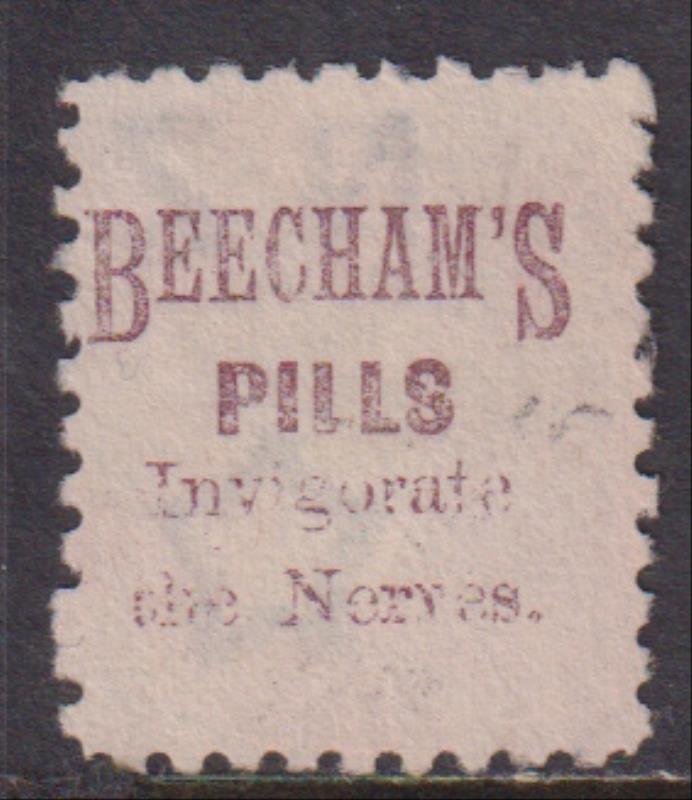 BEECHAM'S
PILLS
Invigorate
the Nerves.